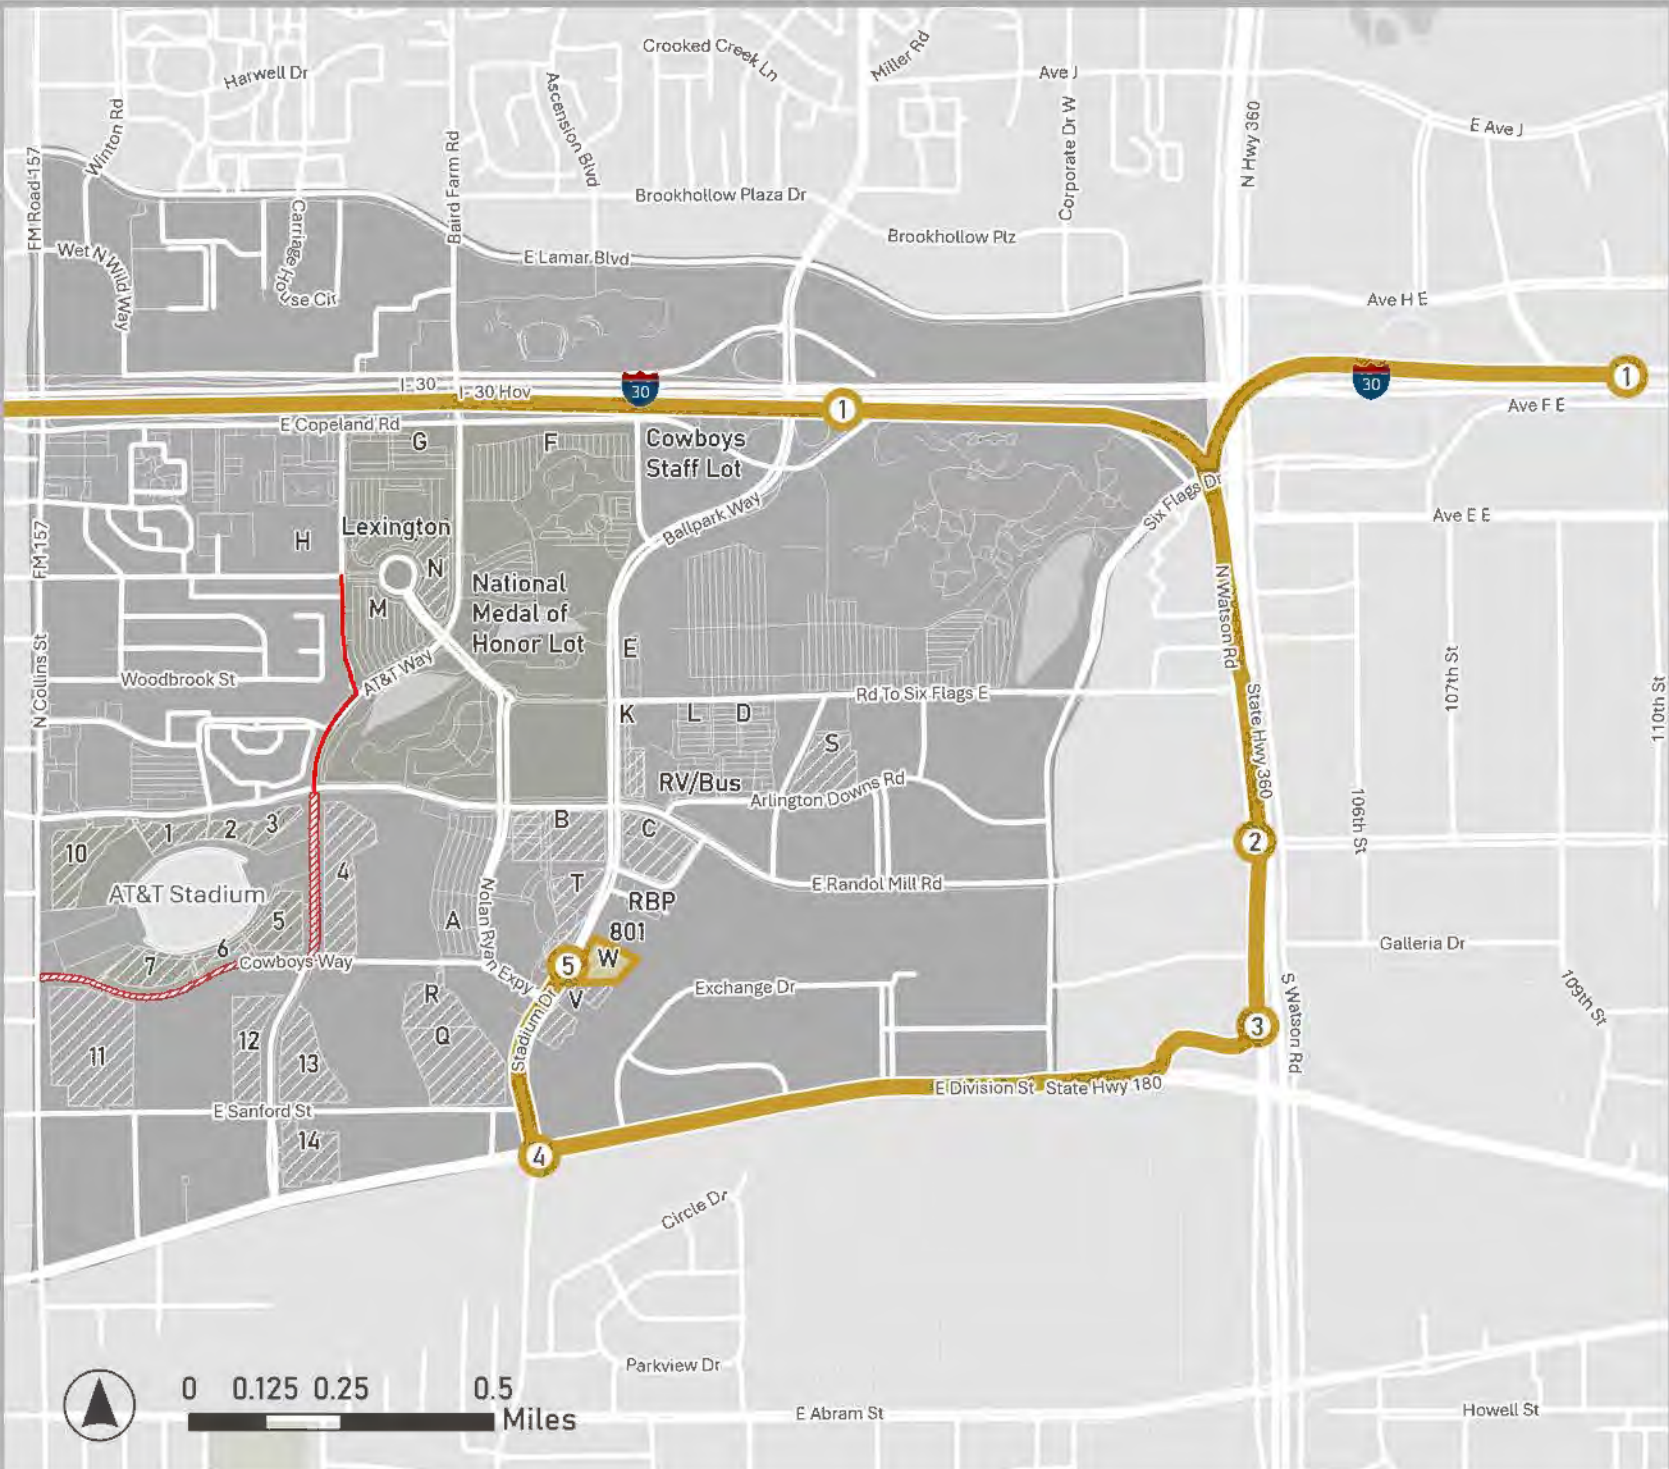 Crooked Creek Ln
Miller Rd
Harwell Dr
Ave J
Winton Rd
Ascension Blvd
Corporate Dr W
N Hwy 360
E Ave J
FM Road-157
Baird Farm Rd
Brookhollow Plaza Dr
Carriage House Cir
Wet N Wild Way
Brookhollow Plz
E Lamar Blvd
Ave H E
I-30
I-30 Hov
30
30
1
1
Ave F E
E Copeland Rd
G
F
Cowboys
Staff Lot
Six Flags Dr
Ballpark Way
Ave E E
FM 157
H
Lexington
N
M
National
Medal of
Honor Lot
N Watson Rd
E
N Collins St
Woodbrook St
AT&T Way
Rd To Six Flags E
107th St
110th St
State Hwy 360
K
L
D
S
RV/Bus
Arlington Downs Rd
106th St
B
C
1
2
3
10
4
2
AT&T Stadium
T
E Randol Mill Rd
RBP
Nolan Ryan Expy
A
5
801
6
7
Cowboys Way
5
W
Galleria Dr
V
R
Exchange Dr
S Watson Rd
109th St
Q
Stadium Dr
3
11
12
13
E Division St
State Hwy 180
E Sanford St
14
4
Circle Dr
Parkview Dr
0
0.125
0.25
0.5
Miles
E Abram St
Howell St